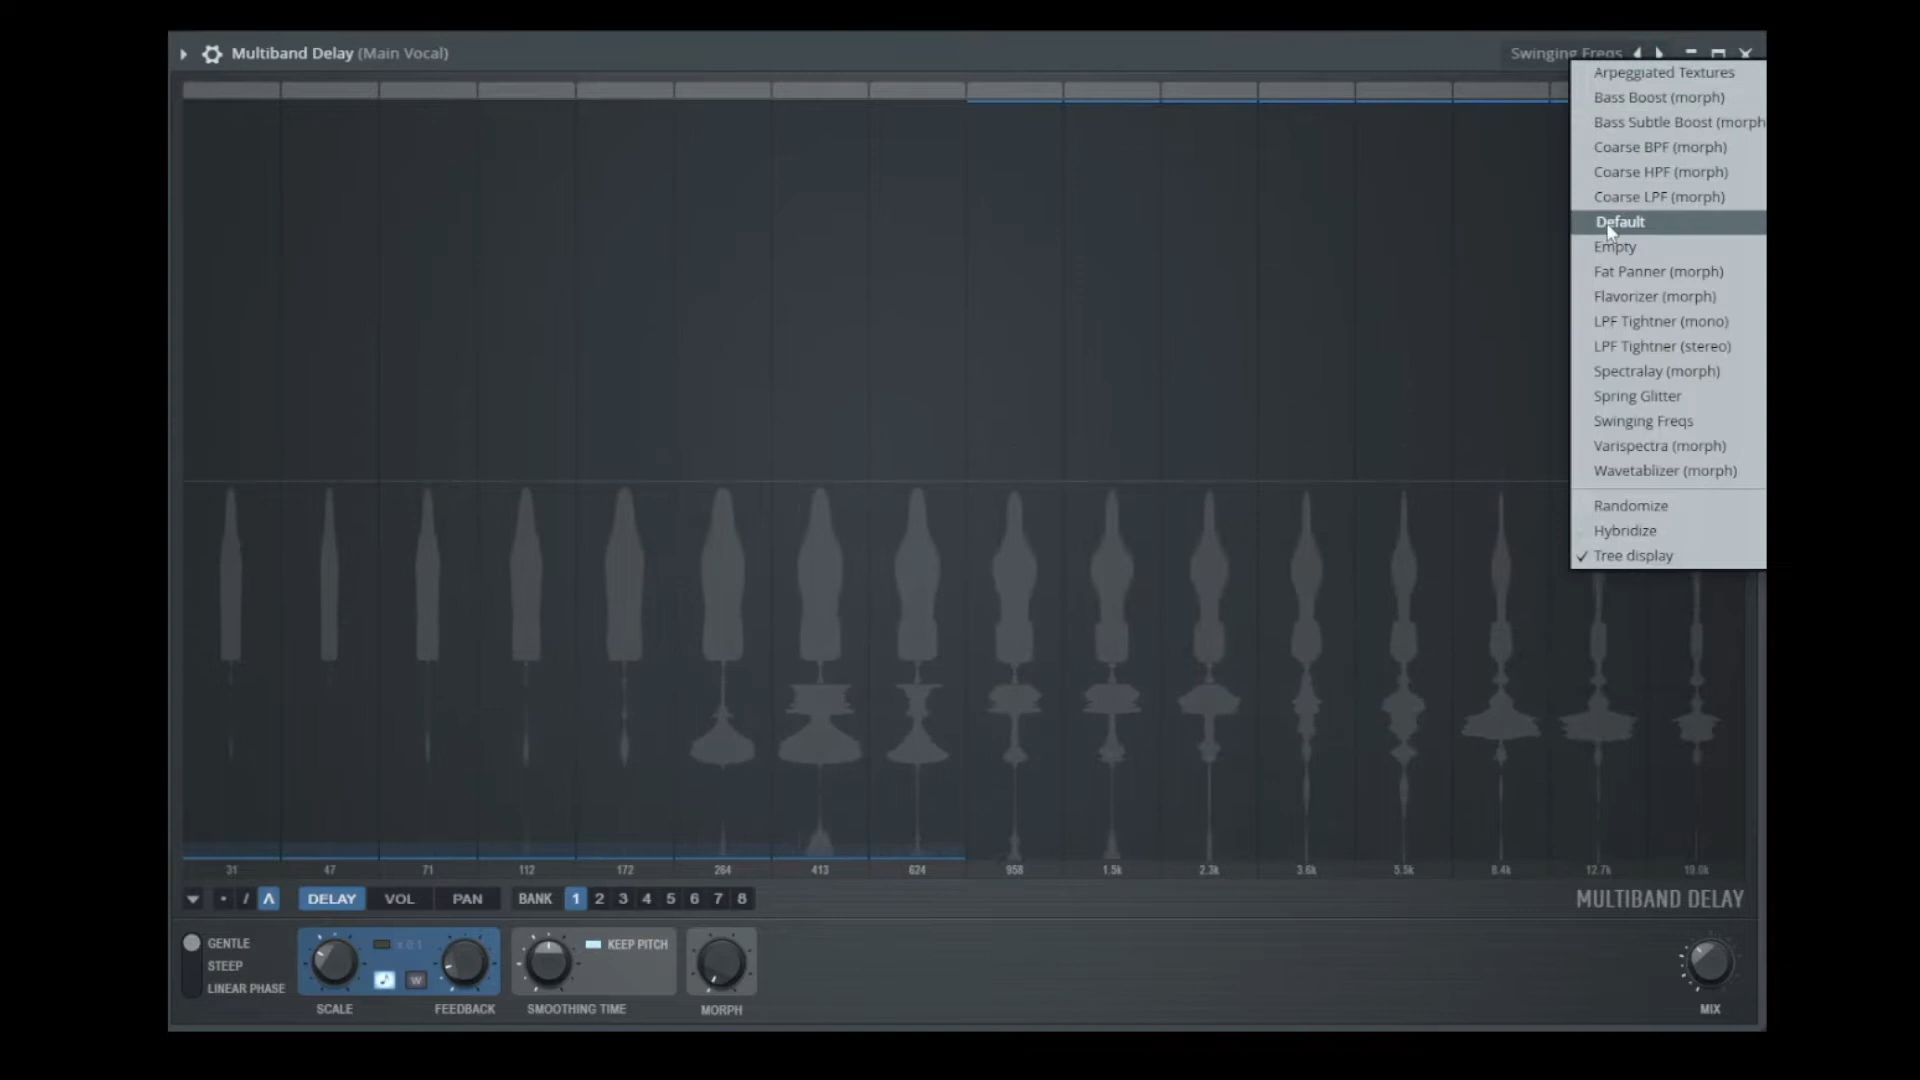 Multiband Delay (Main Vocal)
Swinging Freqs
Arpeggiated Textures
Bass Boost (morph)
Bass Subtle Boost (morph
Coarse BPF (morph)
Coarse HPF (morph)
Coarse LPF (morph)
Default
Empty
Fat Panner (morph)
Flavorizer (morph)
LPF Tightner (mono)
LPF Tightner (stereo)
Spectralay (morph)
Spring Glitter
Swinging Freqs
Varispectra (morph)
Wavetablizer (morph)
Randomize
Hybridize
✓ Tree display
31 47 71 112 172 264 413 624 958 1.5k 2.3k 3.6k 5.5k 8.4k 12.7k 19.0k
DELAY VOL PAN BANK 1 2 3 4 5 6 7 8
MULTIBAND DELAY
GENTLE
STEEP
LINEAR PHASE
x 0.1
W
KEEP PITCH
SCALE FEEDBACK SMOOTHING TIME MORPH MIX